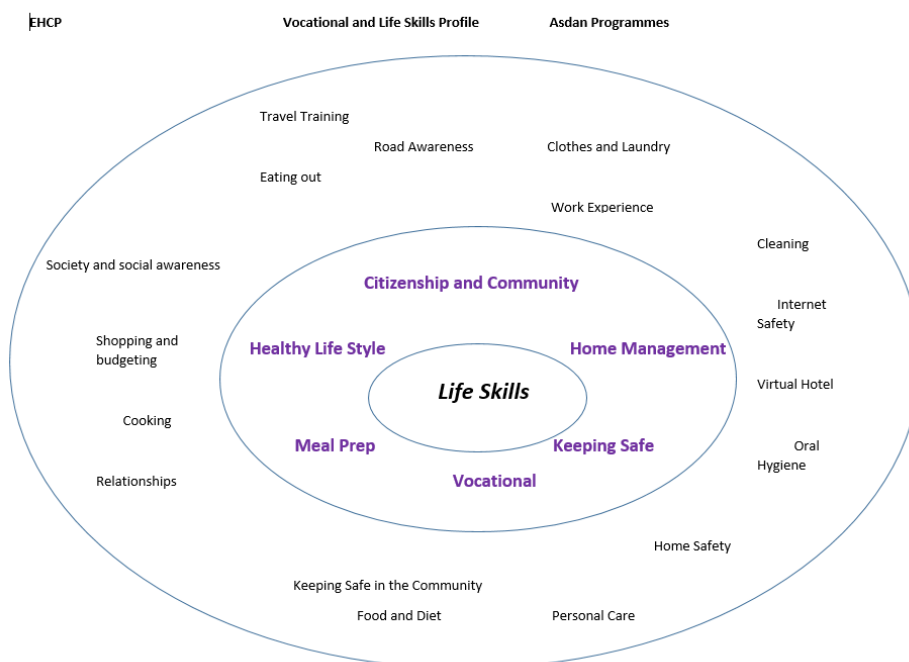 EHCP
Vocational and Life Skills Profile
Asdan Programmes
Travel Training
Road Awareness
Clothes and Laundry
Eating out
Work Experience
Cleaning
Society and social awareness
Citizenship and Community
Internet
Safety
Shopping and
budgeting
Healthy Life Style
Home Management
Life Skills
Virtual Hotel
Cooking
Meal Prep
Keeping Safe
Oral
Hygiene
Relationships
Vocational
Home Safety
Keeping Safe in the Community
Food and Diet
Personal Care